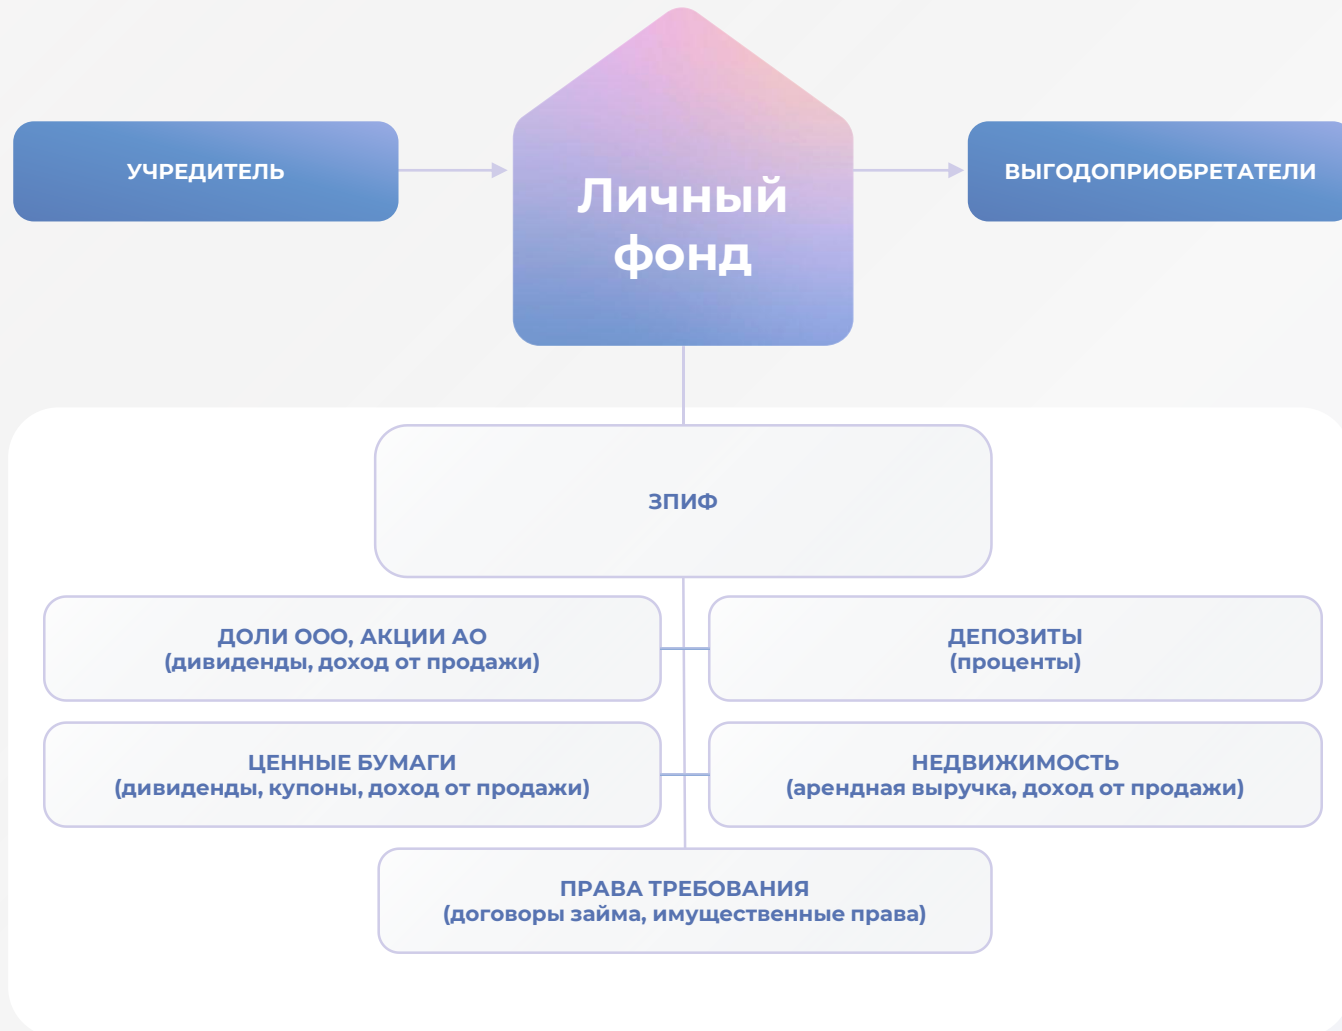 УЧРЕДИТЕЛЬ
Личный
фонд
ВЫГОДОПРИОБРЕТАТЕЛИ
ЗПИФ
ДОЛИ ООО, АКЦИИ АО
(дивиденды, доход от продажи)
ДЕПОЗИТЫ
(проценты)
ЦЕННЫЕ БУМАГИ
(дивиденды, купоны, доход от продажи)
НЕДВИЖИМОСТЬ
(арендная выручка, доход от продажи)
ПРАВА ТРЕБОВАНИЯ
(договоры займа, имущественные права)